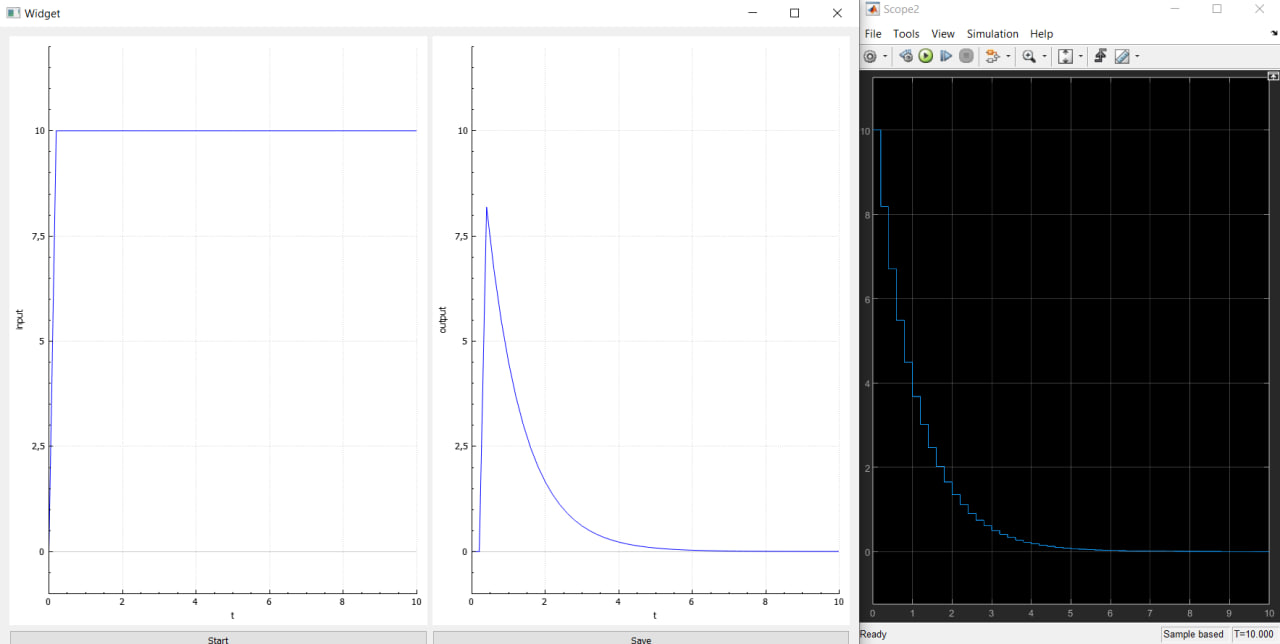 Widget
10
7,5
5
2,5
0
input
0 2 4 6 8 10
t
Start
10
7,5
5
2,5
0
output
0 2 4 6 8 10
t
Save
Scope2
File Tools View Simulation Help
10
8
6
4
2
0
0 1 2 3 4 5 6 7 8 9 10
Ready Sample based T=10.000